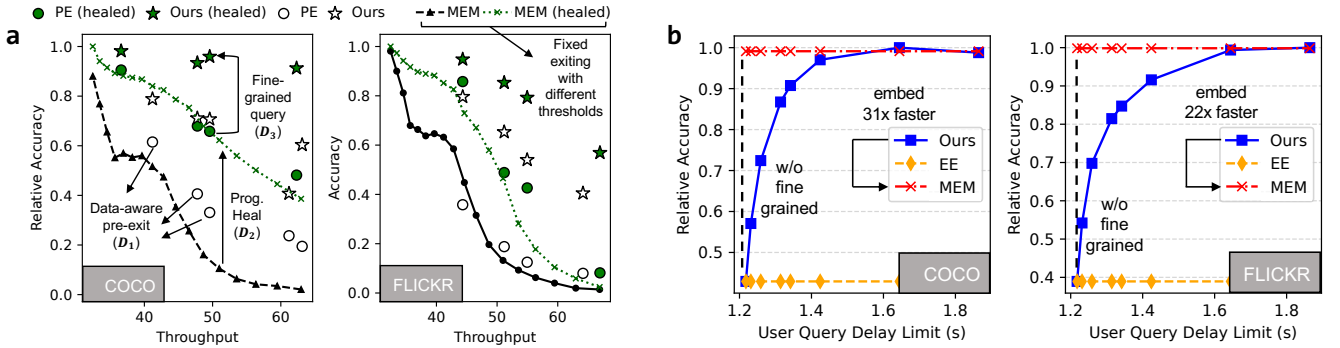 PE (healed) Ours (healed) PE Ours MEM MEM (healed)
a
Relative Accuracy
1.0
0.8
0.6
0.4
0.2
0.0
Fine-
grained
query
(D₃)
Data-aware
pre-exit
(D₁)
Prog.
Heal
(D₂)
COCO
40 50 60
Throughput
Accuracy
1.0
0.8
0.6
0.4
0.2
0.0
Fixed
exiting
with
different
thresholds
FLICKR
30 40 50 60
Throughput
b
Relative Accuracy
1.0
0.9
0.8
0.7
0.6
0.5
embed
31x faster
Ours
EE
MEM
w/o
fine
grained
COCO
1.2 1.4 1.6 1.8
User Query Delay Limit (s)
Relative Accuracy
1.0
0.9
0.8
0.7
0.6
0.5
0.4
embed
22x faster
Ours
EE
MEM
w/o
fine
grained
FLICKR
1.2 1.4 1.6 1.8
User Query Delay Limit (s)